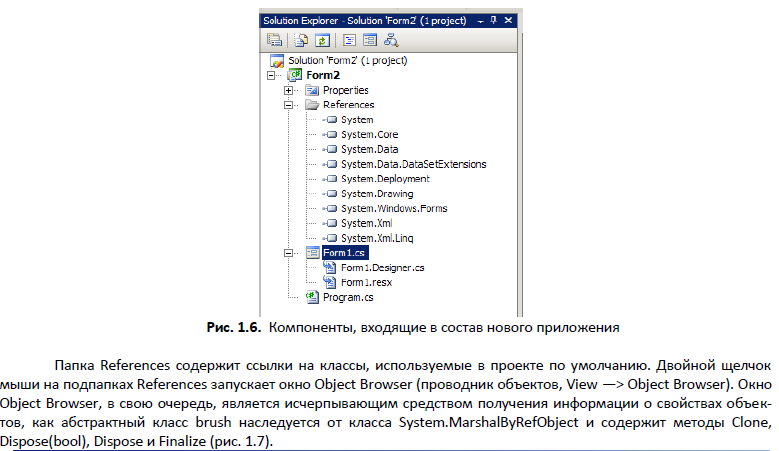 Solution Explorer - Solution 'Form2' (1 project)
Solution 'Form2' (1 project)
Form2
Properties
References
System
System.Core
System.Data
System.Data.DataSetExtensions
System.Deployment
System.Drawing
System.Windows.Forms
System.Xml
System.Xml.Linq
Form1.cs
Form1.Designer.cs
Form1.resx
Program.cs
Рис. 1.6. Компоненты, входящие в состав нового приложения
Папка References содержит ссылки на классы, используемые в проекте по умолчанию. Двойной щелчок
мыши на подпапках References запускает окно Object Browser (проводник объектов, View —> Object Browser). Окно
Object Browser, в свою очередь, является исчерпывающим средством получения информации о свойствах объек-
тов, как абстрактный класс brush наследуется от класса System.MarshalByRefObject и содержит методы Clone,
Dispose(bool), Dispose и Finalize (рис. 1.7).